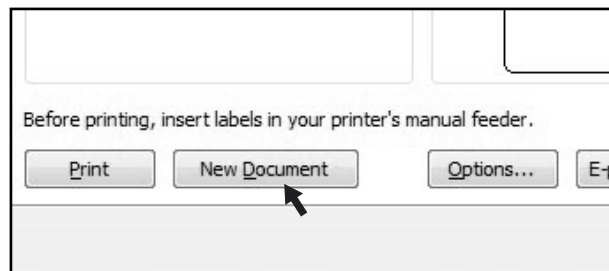 Before printing, insert labels in your printer's manual feeder.
Print New Document Options...